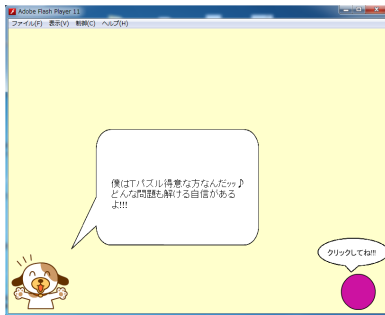 Adobe Flash Player 11
ファイル(F) 表示(V) 制御(C) ヘルプ(H)
僕はTパズル得意な方なんだッッ♪
どんな問題も解ける自信がある
よ!!!
クリックしてね!!!